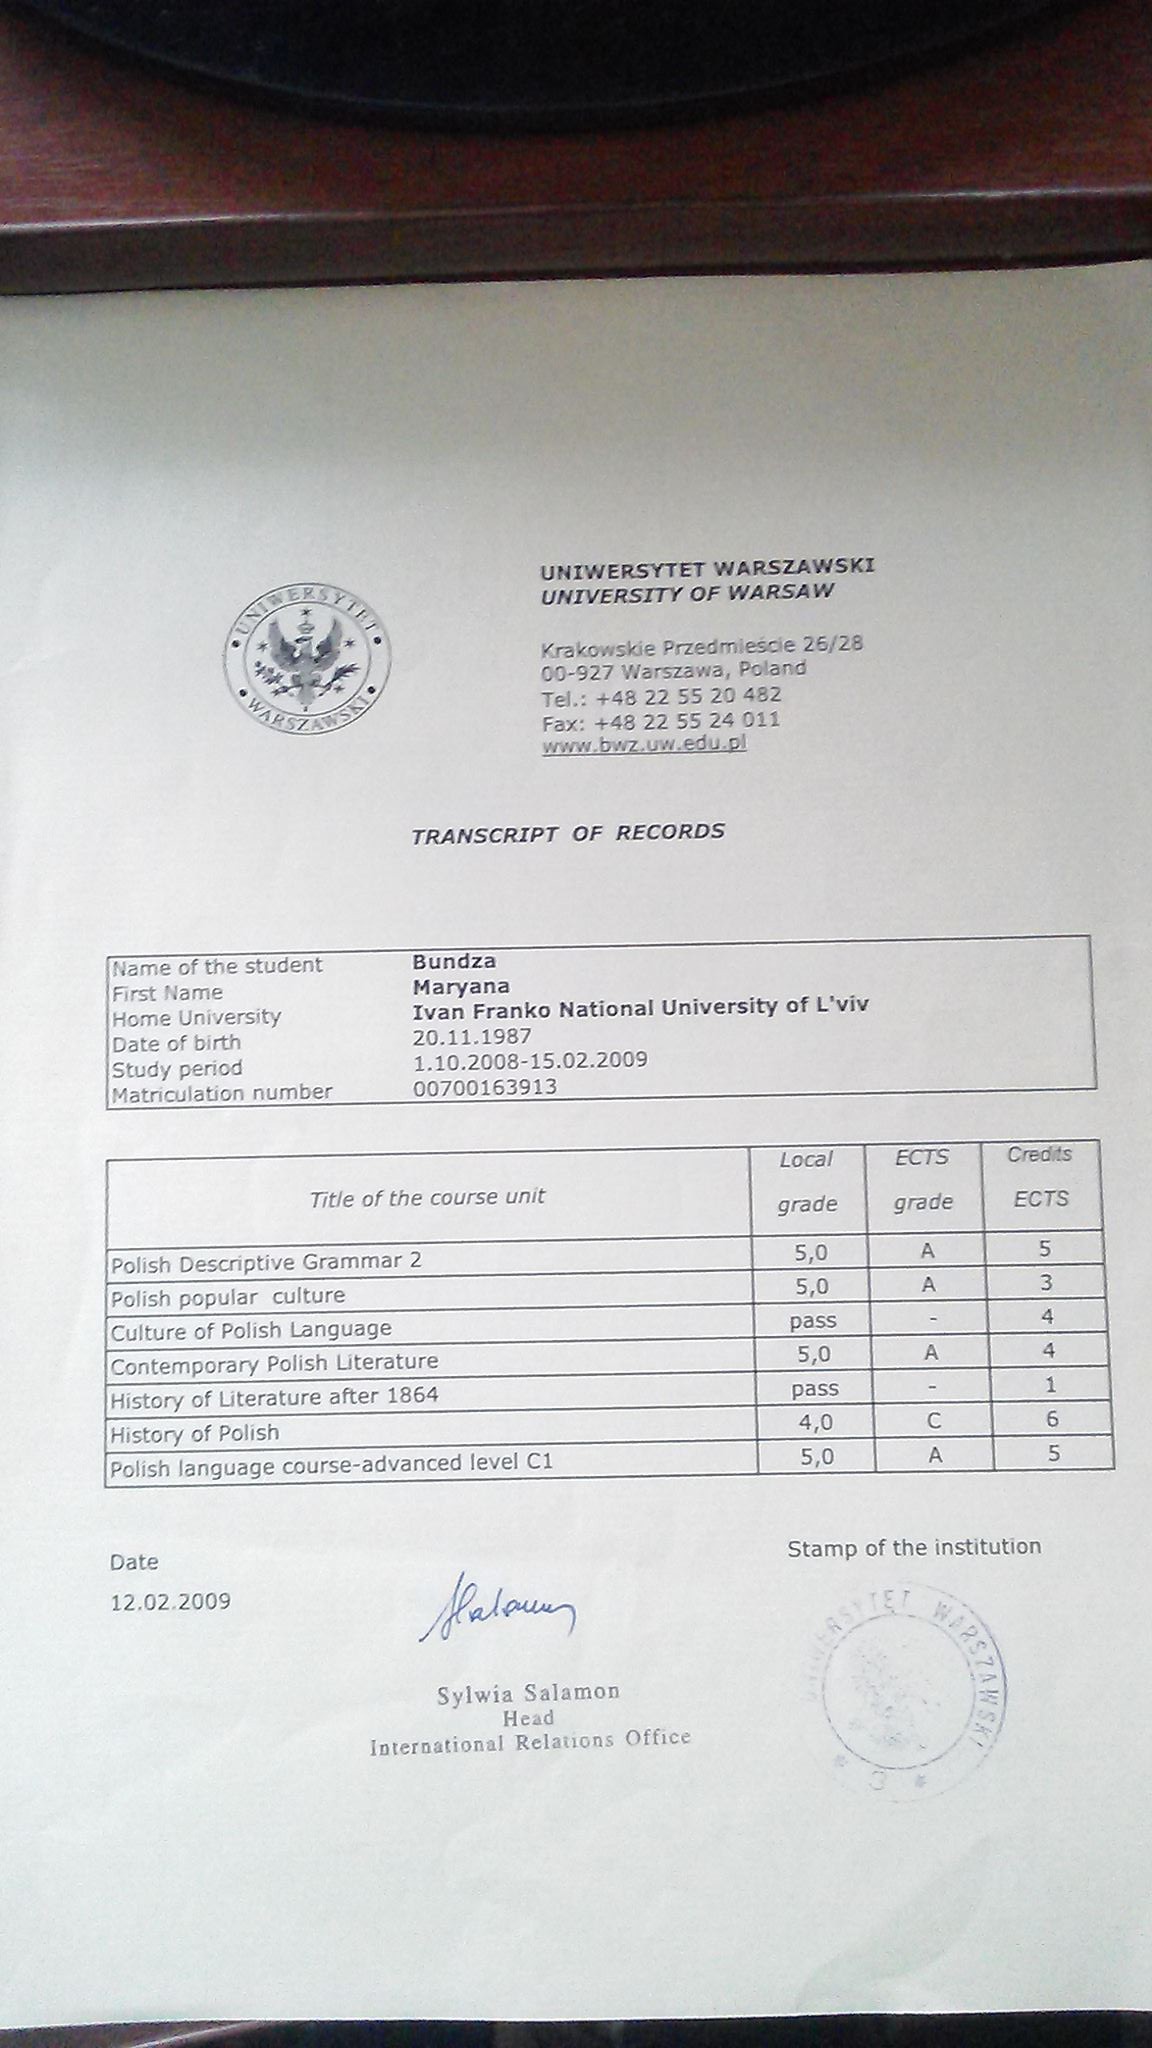 UNIWERSYTET WARSZAWSKI
UNIWERSYTET WARSZAWSKI
UNIVERSITY OF WARSAW
Krakowskie Przedmieście 26/28
00-927 Warszawa, Poland
Tel.: +48 22 55 20 482
Fax: +48 22 55 24 011
www.bwz.uw.edu.pl
TRANSCRIPT OF RECORDS
Name of the student Bundza
First Name Maryana
Home University Ivan Franko National University of L'viv
Date of birth 20.11.1987
Study period 1.10.2008-15.02.2009
Matriculation number 00700163913
Title of the course unit Local grade ECTS grade Credits ECTS
Polish Descriptive Grammar 2 5,0 A 5
Polish popular culture 5,0 A 3
Culture of Polish Language pass - 4
Contemporary Polish Literature 5,0 A 4
History of Literature after 1864 pass - 1
History of Polish 4,0 C 6
Polish language course-advanced level C1 5,0 A 5
Date
Stamp of the institution
12.02.2009
Salamon
Sylwia Salamon
Head
International Relations Office
UNIWERSYTET WARSZAWSKI